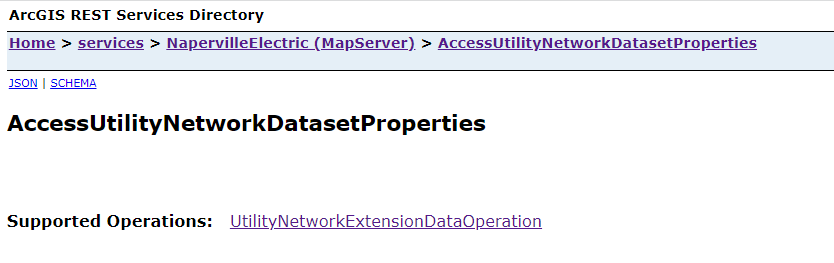 ArcGIS REST Services Directory
Home > services > NapervilleElectric (MapServer) > AccessUtilityNetworkDatasetProperties
JSON | SCHEMA
AccessUtilityNetworkDatasetProperties
Supported Operations: UtilityNetworkExtensionDataOperation